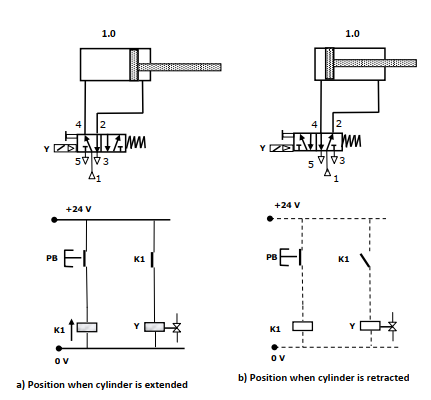 1.0
4 2
Y
5 3
1
+24 V
PB K1
K1 Y
0 V
a) Position when cylinder is extended
1.0
4 2
Y
5 3
1
+24 V
PB K1
K1 Y
0 V
b) Position when cylinder is retracted